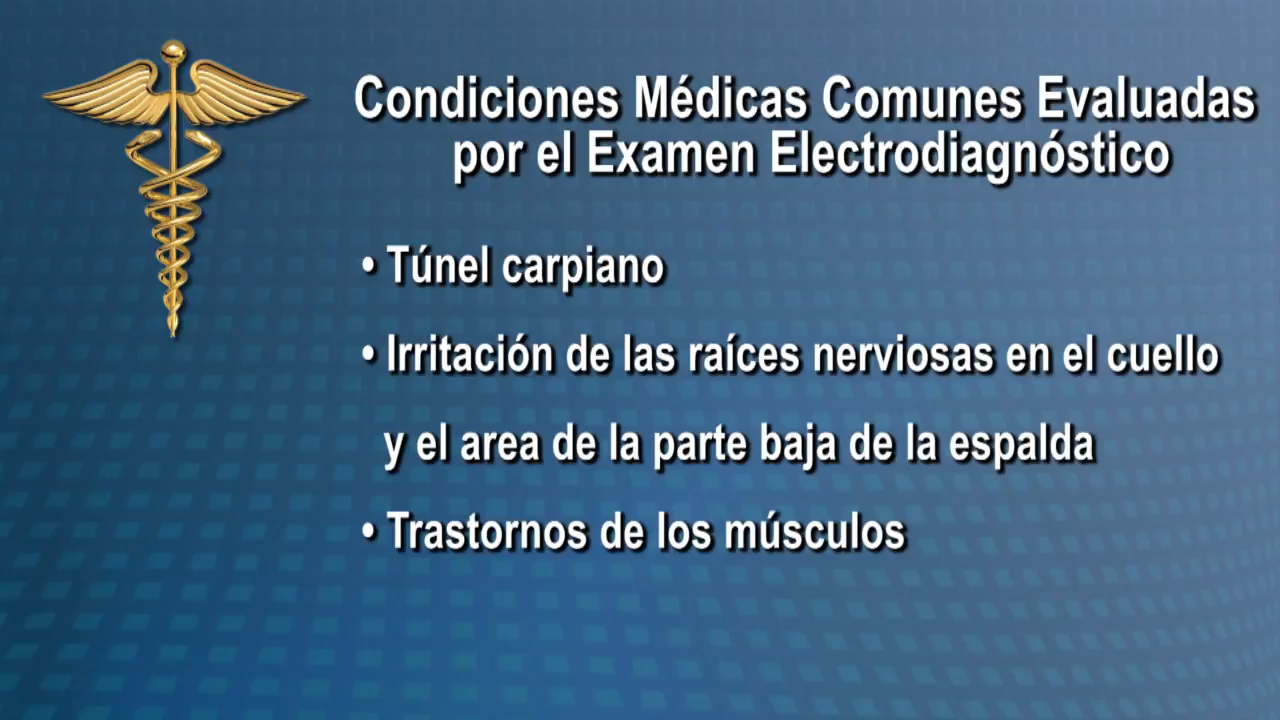 Condiciones Médicas Comunes Evaluadas
por el Examen Electrodiagnóstico
• Túnel carpiano
• Irritación de las raíces nerviosas en el cuello
y el area de la parte baja de la espalda
• Trastornos de los músculos